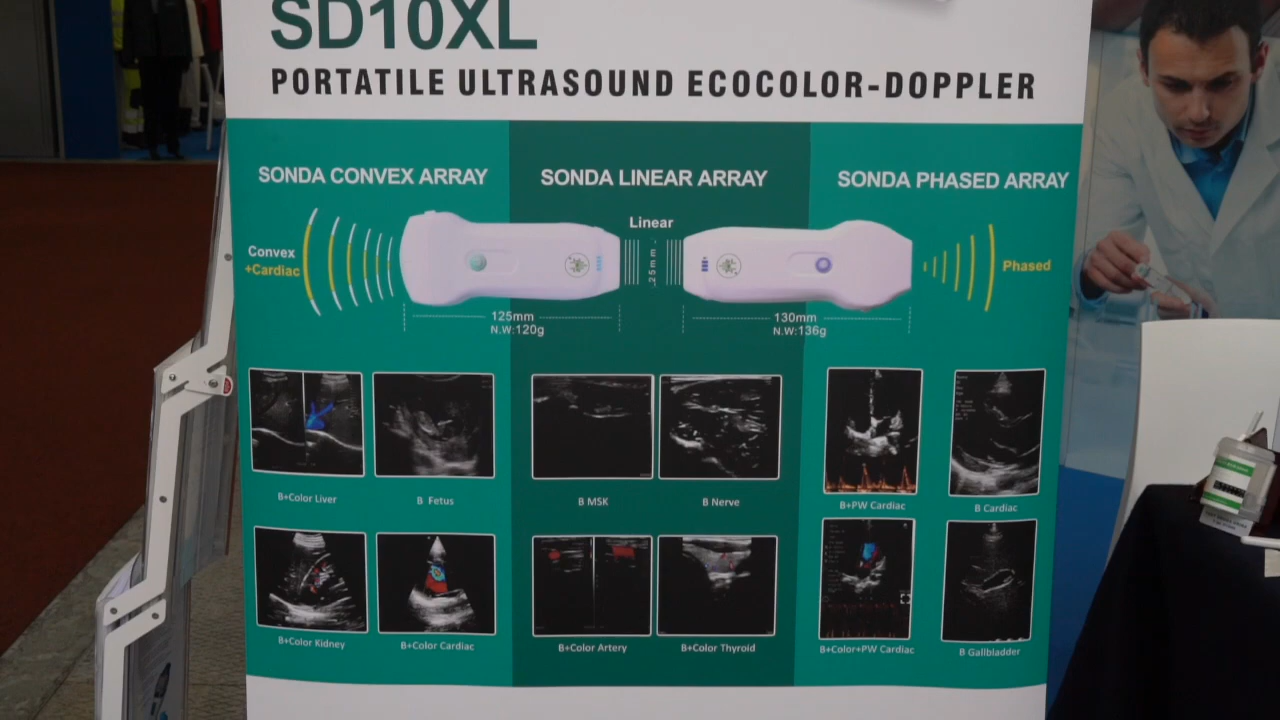 SD10XL
PORTATILE ULTRASOUND ECOCOLOR-DOPPLER
SONDA CONVEX ARRAY
SONDA LINEAR ARRAY
SONDA PHASED ARRAY
Linear
Convex
+Cardiac
25mm
Phased
125mm
N.W:120g
130mm
N.W:136g
B+Color Liver
B Fetus
B MSK
B Nerve
B+PW Cardiac
B Cardiac
B+Color Kidney
B+Color Cardiac
B+Color Artery
B+Color Thyroid
B+Color+PW Cardiac
B Gallbladder